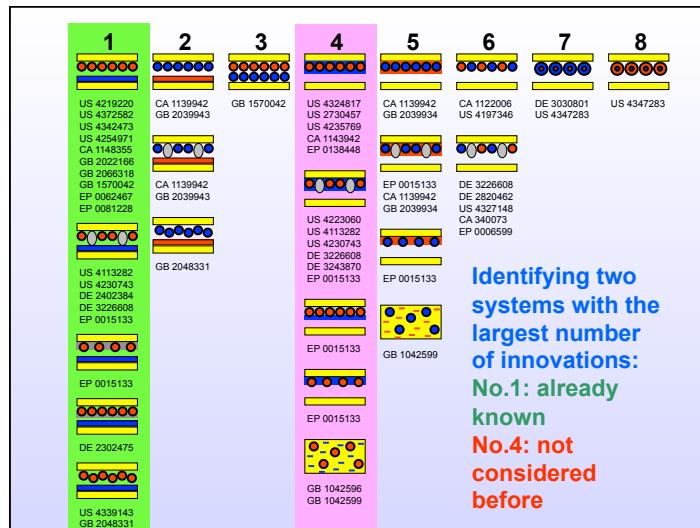 1
US 4219220
US 4372582
US 4342473
US 4254971
CA 1148355
GB 2022166
GB 2066318
GB 1570042
EP 0062467
EP 0081228
US 4113282
US 4230743
DE 2402384
DE 3226608
EP 0015133
EP 0015133
DE 2302475
US 4339143
GB 2048331
2
CA 1139942
GB 2039943
CA 1139942
GB 2039943
GB 2048331
3
GB 1570042
4
US 4324817
US 2730457
US 4235769
CA 1143942
EP 0138448
US 4223060
US 4113282
US 4230743
DE 3226608
DE 3243870
EP 0015133
EP 0015133
EP 0015133
GB 1042596
GB 1042599
5
CA 1139942
GB 2039934
EP 0015133
CA 1139942
GB 2039934
EP 0015133
GB 1042599
6
CA 1122006
US 4197346
DE 3226608
DE 2820462
US 4327148
CA 340073
EP 0006599
7
DE 3030801
US 4347283
8
US 4347283
Identifying two
systems with the
largest number
of innovations:
No.1: already
known
No.4: not
considered
before